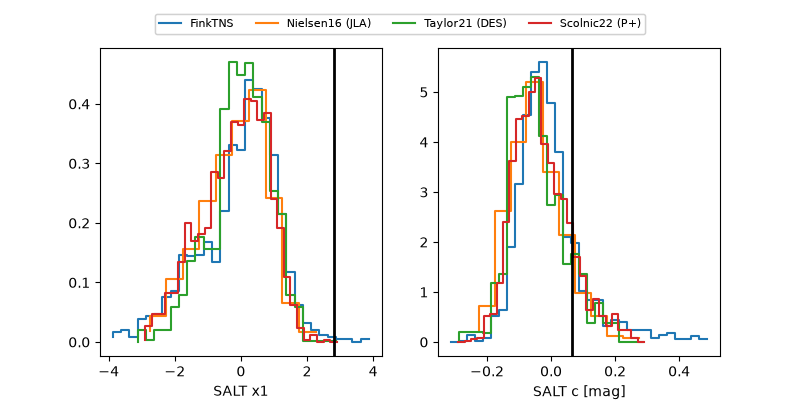 FinkTNS Nielsen16 (JLA) Taylor21 (DES) Scolnic22 (P+)
0.4
0.3
0.2
0.1
0.0
−4 −2 0 2 4
SALT x1
5
4
3
2
1
0
−0.2 0.0 0.2 0.4
SALT c [mag]